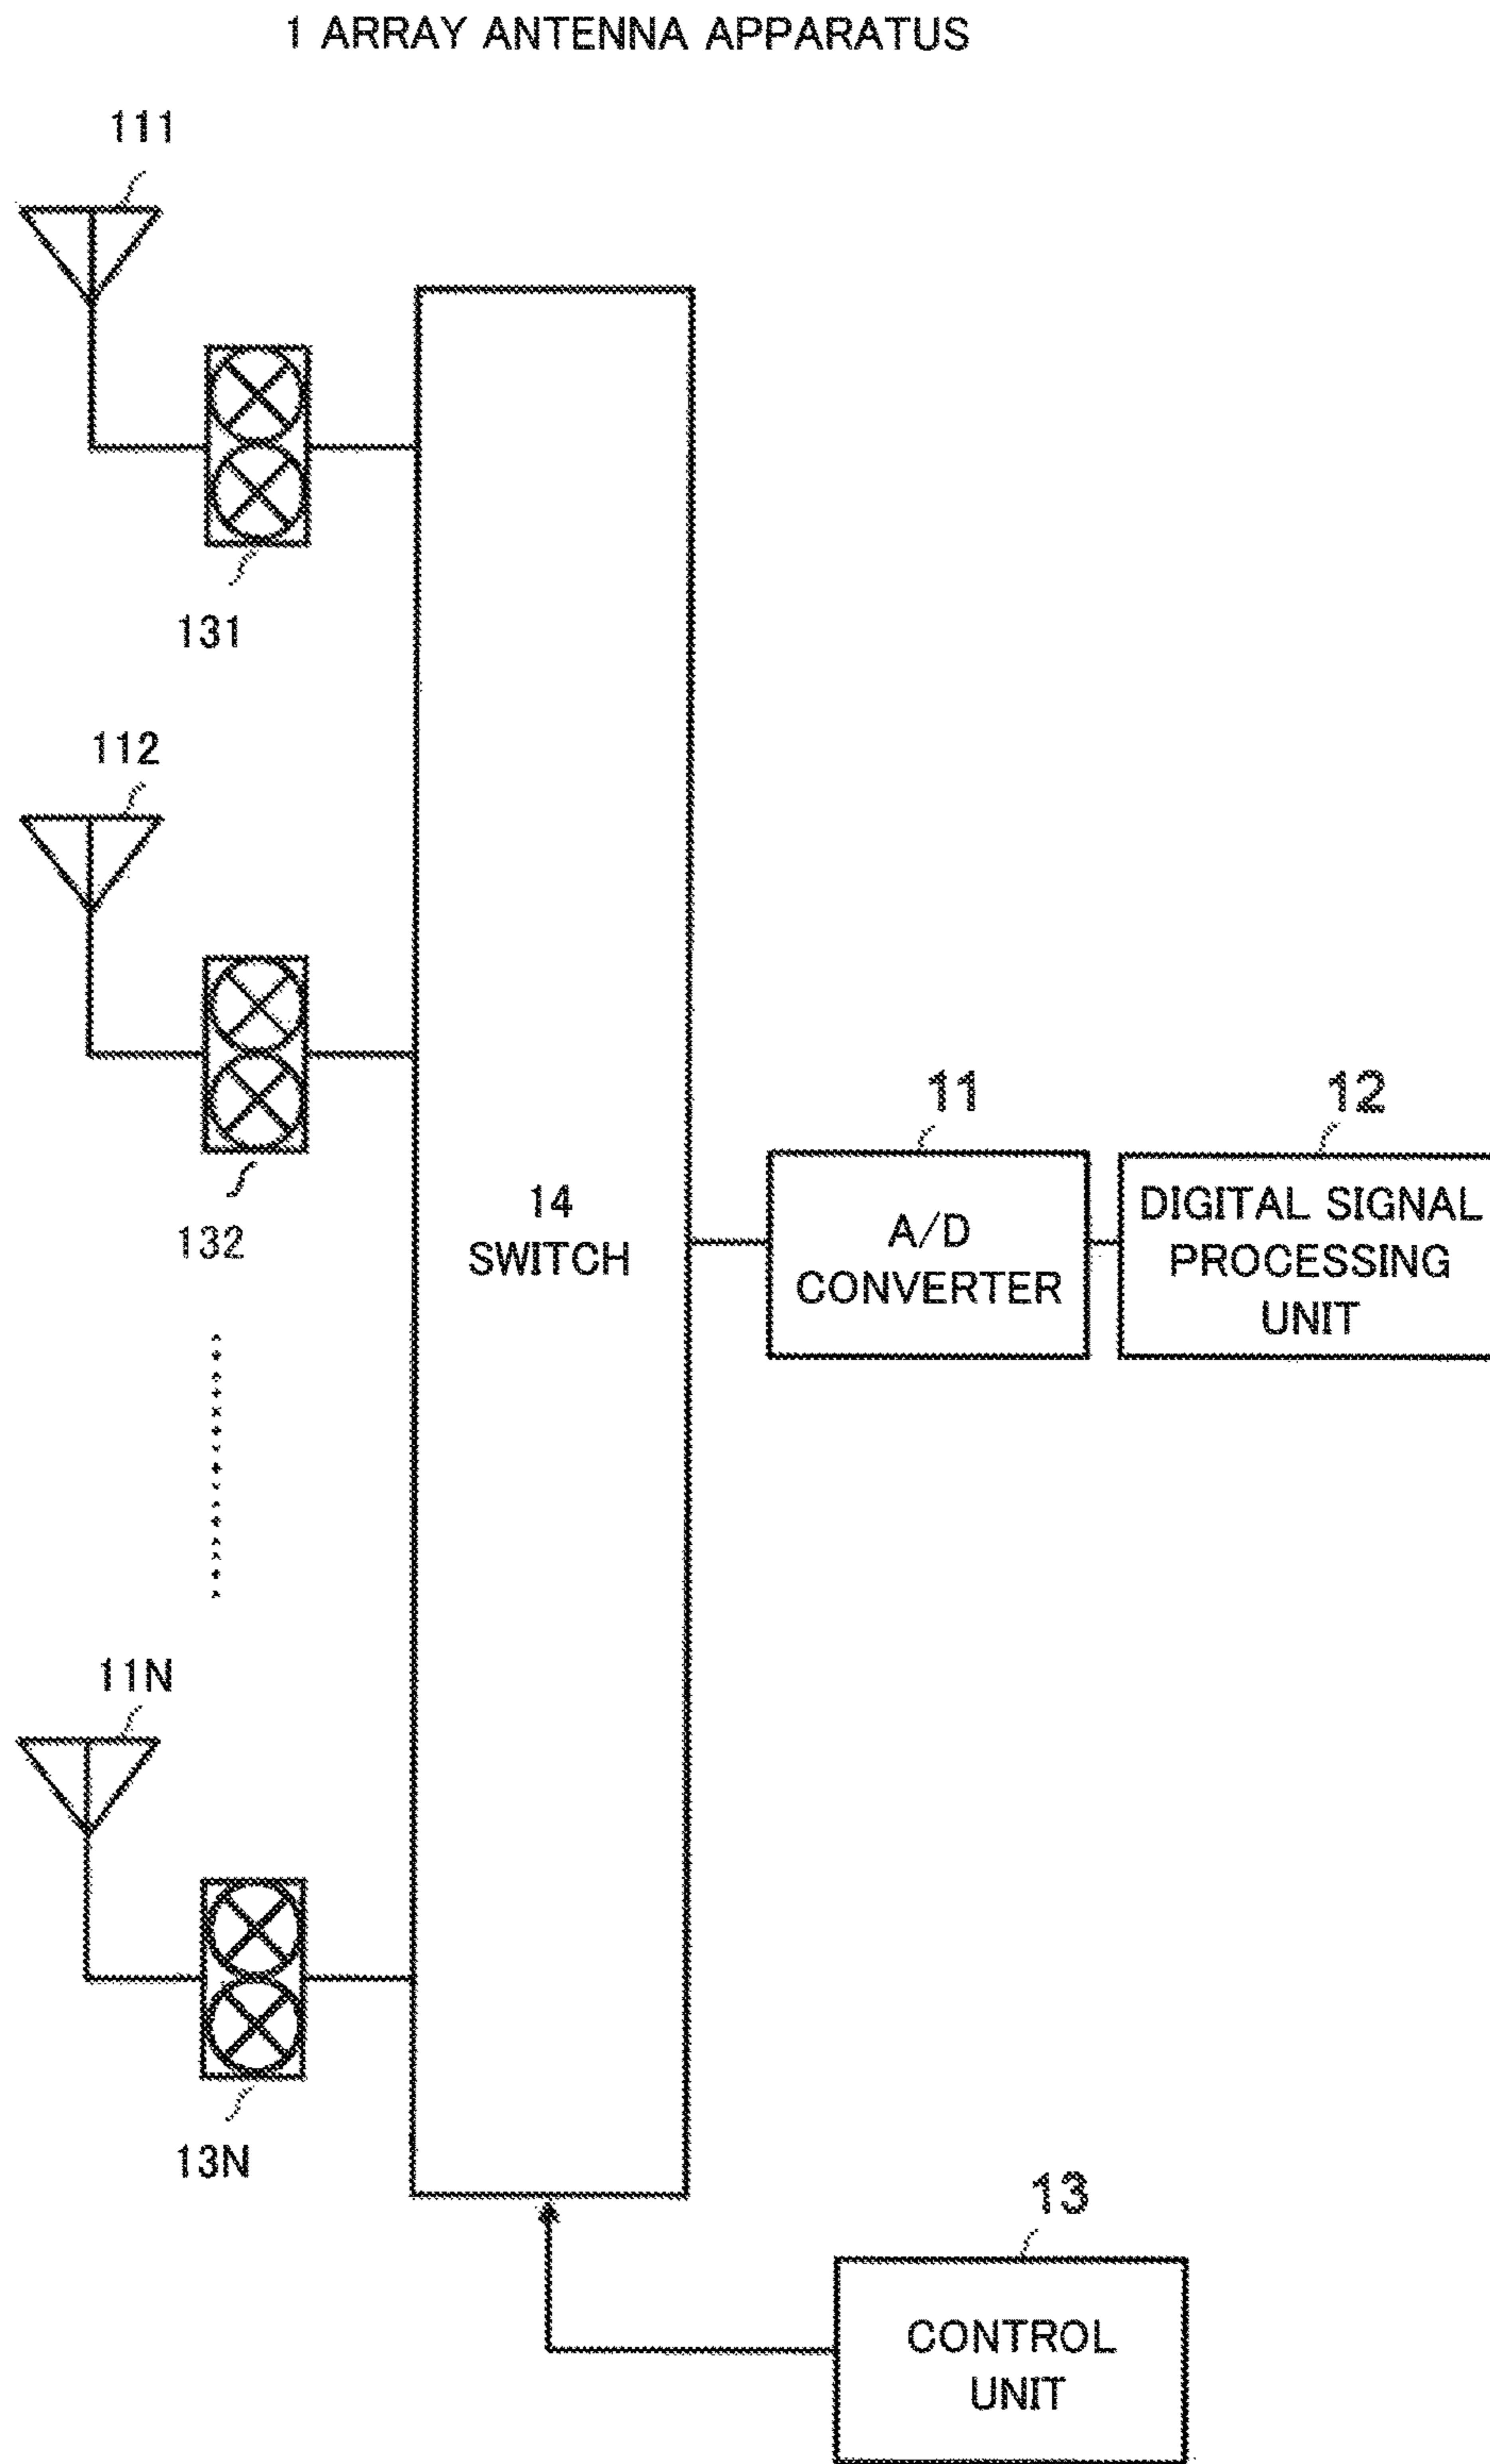 1 ARRAY ANTENNA APPARATUS
111
131
112
132
14
SWITCH
11
A/D
CONVERTER
12
DIGITAL SIGNAL
PROCESSING
UNIT
11N
13N
13
CONTROL
UNIT